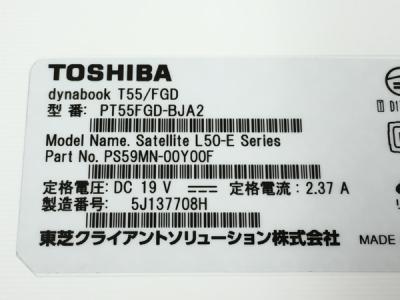 TOSHIBA
dynabook T55/FGD
型 番: PT55FGD-BJA2
Model Name. Satellite L50-E Series
Part No. PS59MN-00Y00F
定格電圧: DC 19 V 定格電流: 2.37 A
製造番号: 5J137708H
東芝クライアントソリューション株式会社
MADE